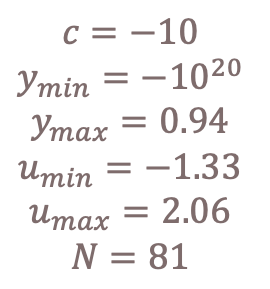 c = −10
y_min = −10^20
y_max = 0.94
u_min = −1.33
u_max = 2.06
N = 81